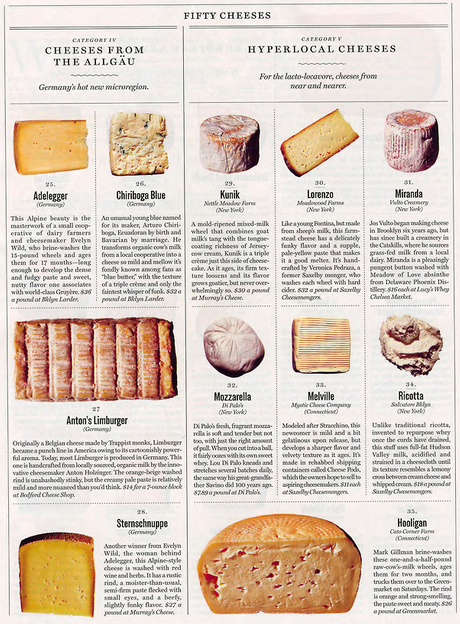 FIFTY CHEESES
CATEGORY IV
CHEESES FROM
THE ALLGÄU
Germany's hot new microregion.
CATEGORY V
HYPERLOCAL CHEESES
For the lacto-locavore, cheeses from
near and nearer.
25.
Adelegger
(Germany)
This Alpine beauty is the
masterwork of a small coop-
erative of dairy farmers
and cheesemaker Evelyn
Wild, who brine-washes the
15-pound wheels and ages
them for 17 months—long
enough to develop the dense
and fudgy paste and sweet,
nutty flavor one associates
with world-class Gruyère. $36
a pound at Bklyn Larder.
26.
Chiriboga Blue
(Germany)
An unusual young blue named
for its maker, Arturo Chiri-
boga, Ecuadoran by birth and
Bavarian by marriage. He
transforms organic cow's milk
from a local cooperative into a
cheese so mild and mellow it's
fondly known among fans as
"blue butter," with the texture
of a triple crème and only the
faintest whisper of funk. $32 a
pound at Bklyn Larder.
29.
Kunik
Nettle Meadow Farm
(New York)
A mold-ripened mixed-milk
wheel that combines goat
milk's tang with the tongue-
coating richness of Jersey-
cow cream, Kunik is a triple
crème just this side of cheese-
cake. As it ages, its firm tex-
ture loosens and its flavor
grows goatier, but never over-
whelmingly so. $30 a pound
at Murray's Cheese.
30.
Lorenzo
Meadowood Farms
(New York)
Like a young Fontina, but made
from sheep's milk, this farm-
stead cheese has a delicately
funky flavor and a supple,
pale-yellow paste that makes
it a good melter. It's hand-
crafted by Veronica Pedraza, a
former Saxelby monger, who
washes each wheel with hard
cider. $32 a pound at Saxelby
Cheesemongers.
31.
Miranda
Vulto Creamery
(New York)
Jos Vulto began making cheese
in Brooklyn six years ago, but
has since built a creamery in
the Catskills, where he sources
grass-fed milk from a local
dairy. Miranda is a pleasingly
pungent button washed with
Meadow of Love absinthe
from Delaware Phoenix Dis-
tillery. $16 each at Lucy's Whey
Chelsea Market.
27
Anton's Limburger
(Germany)
Originally a Belgian cheese made by Trappist monks, Limburger
became a punch line in America owing to its cartoonishly power-
ful aroma. Today, most Limburger is produced in Germany. This
one is handcrafted from locally sourced, organic milk by the inno-
vative cheesemaker Anton Holzinger. The orange-beige washed
rind is unabashedly stinky, but the creamy pale paste is relatively
mild and more nuanced than you'd think. $14 for a 7-ounce block
at Bedford Cheese Shop.
32.
Mozzarella
Di Palo's
(New York)
Di Palo's fresh, fragrant mozza-
rella is soft and tender but not
too, with just the right amount
of pull. When you cut into a ball,
it fairly oozes with its own sweet
whey. Lou Di Palo kneads and
stretches several batches daily,
the same way his great-grandfa-
ther Savino did 100 years ago.
$7.89 a pound at Di Palo's.
33.
Melville
Mystic Cheese Company
(Connecticut)
Modeled after Stracchino, this
newcomer is mild and a bit
gelatinous upon release, but
develops a sharper flavor and
velvety texture as it ages. It's
made in rehabbed shipping
containers called Cheese Pods,
which the owners hope to sell to
aspiring cheesemakers. $11 each
at Saxelby Cheesemongers.
34.
Ricotta
Salvatore Bklyn
(New York)
Unlike traditional ricotta,
invented to repurpose whey
once the curds have drained,
this uses full-fat Hudson
Valley milk, acidified and
strained in a cheesecloth until
its texture resembles a loony
cross between cream cheese and
whipped cream. $18 a pound at
Saxelby Cheesemongers.
28.
Sternschnuppe
(Germany)
Another winner from Evelyn
Wild, the woman behind
Adelegger, this Alpine-style
cheese is washed with red
wine and herbs. It has a rustic
rind, a moister-than-usual,
semi-firm paste flecked with
small eyes, and a beefy,
slightly funky flavor. $27 a
pound at Murray's Cheese.
35.
Hooligan
Cato Corner Farm
(Connecticut)
Mark Gillman brine-washes
these one-and-a-half-pound
raw-cow's-milk wheels, ages
them for two months, and
trucks them over to the Green-
market on Saturdays. The rind
is orange and strong-smelling,
the paste sweet and meaty. $26
a pound at Greenmarket.